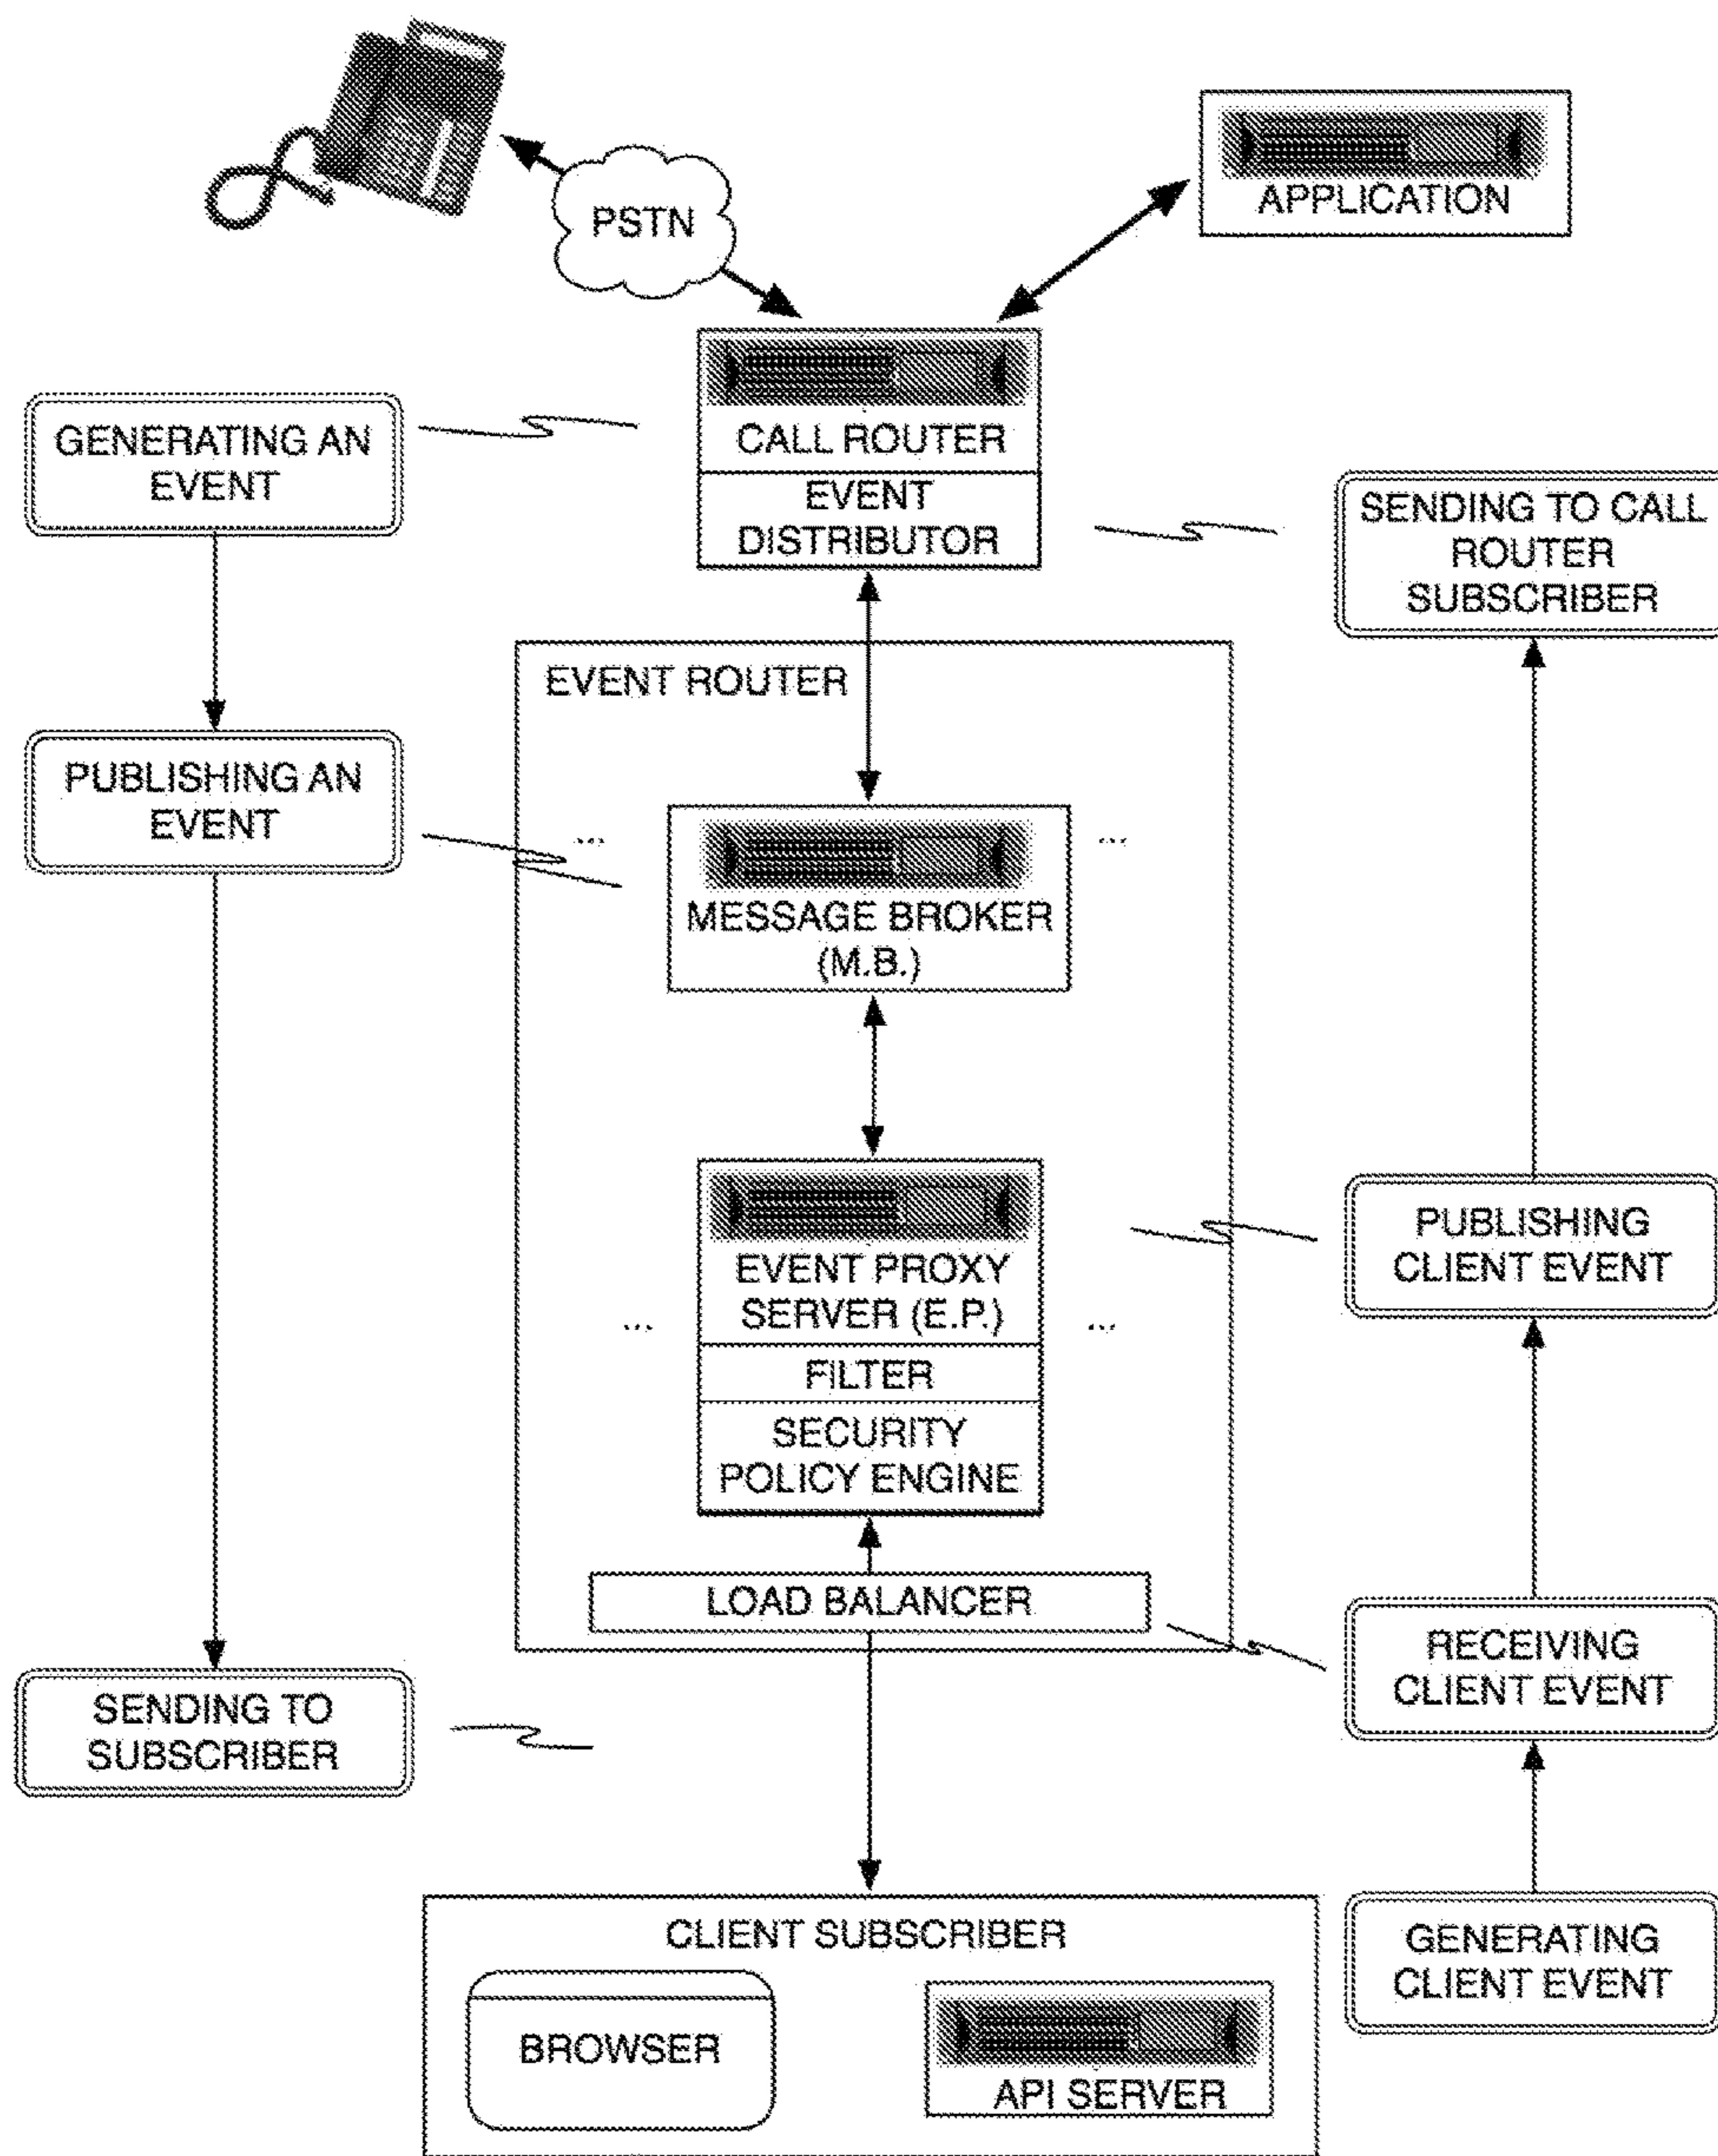 PSTN
APPLICATION
CALL ROUTER
EVENT
DISTRIBUTOR
GENERATING AN
EVENT
SENDING TO CALL
ROUTER
SUBSCRIBER
EVENT ROUTER
PUBLISHING AN
EVENT
...
...
MESSAGE BROKER
(M.B.)
EVENT PROXY
SERVER (E.P.)
...
...
FILTER
SECURITY
POLICY ENGINE
PUBLISHING
CLIENT EVENT
LOAD BALANCER
RECEIVING
CLIENT EVENT
SENDING TO
SUBSCRIBER
CLIENT SUBSCRIBER
BROWSER
API SERVER
GENERATING
CLIENT EVENT